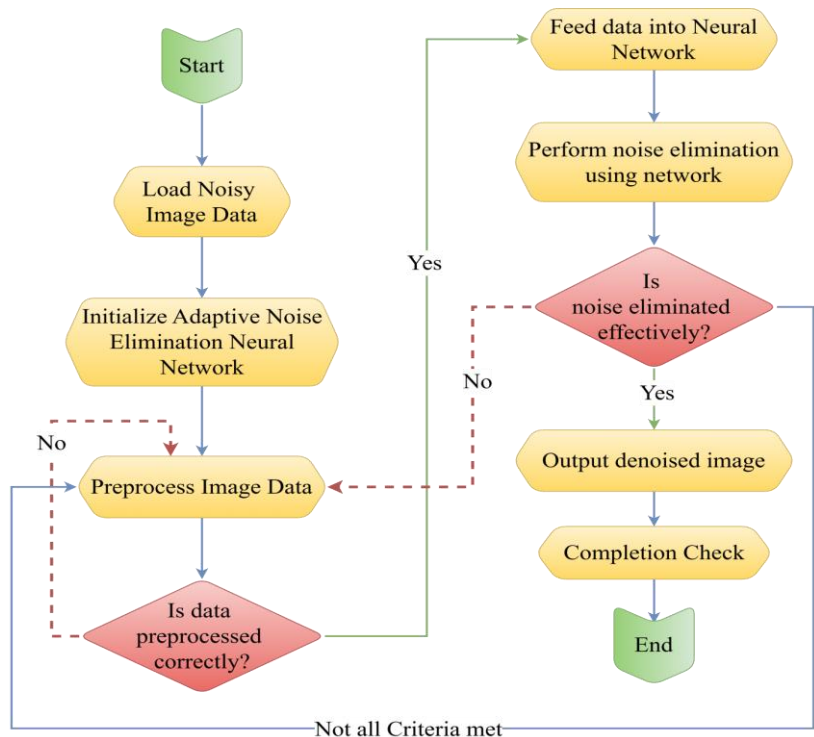 Start
Load Noisy
Image Data
Initialize Adaptive Noise
Elimination Neural
Network
No
Preprocess Image Data
Is data
preprocessed
correctly?
Yes
Feed data into Neural
Network
Perform noise elimination
using network
Is
noise eliminated
effectively?
No
Yes
Output denoised image
Completion Check
End
Not all Criteria met